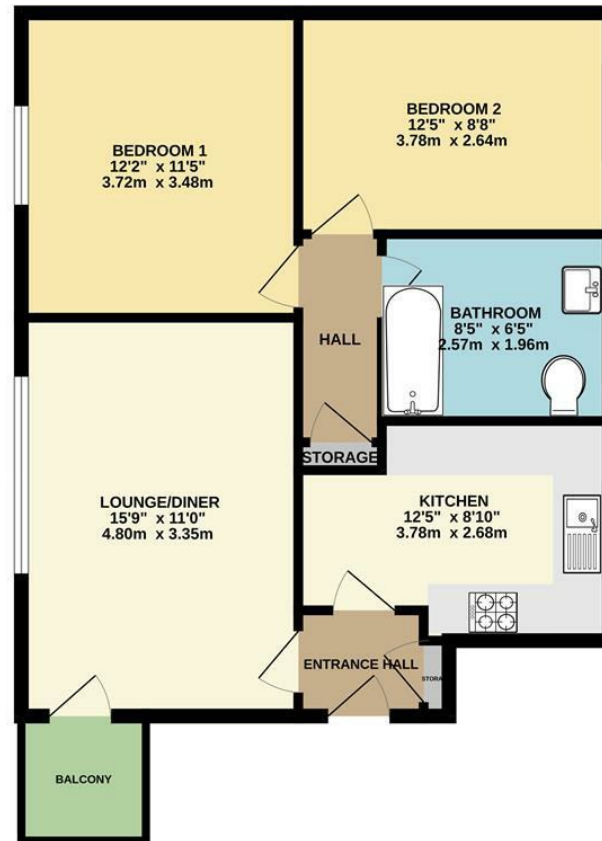 BEDROOM 1
12'2" x 11'5"
3.72m x 3.48m
BEDROOM 2
12'5" x 8'8"
3.78m x 2.64m
BATHROOM
8'5" x 6'5"
2.57m x 1.96m
HALL
STORAGE
LOUNGE/DINER
15'9" x 11'0"
4.80m x 3.35m
KITCHEN
12'5" x 8'10"
3.78m x 2.68m
ENTRANCE HALL
STORA
BALCONY